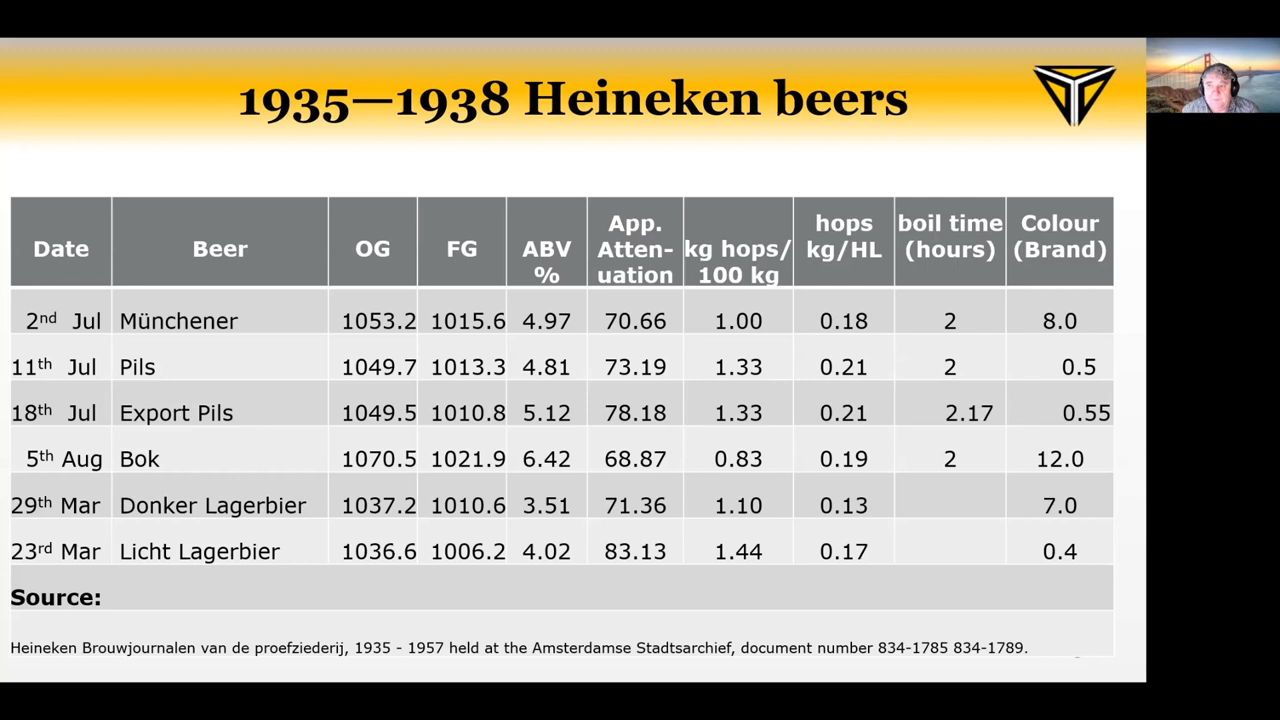 1935—1938 Heineken beers
Date Beer OG FG ABV % App. Atten-uation kg hops/ 100 kg hops kg/HL boil time (hours) Colour (Brand)
2nd Jul Münchener 1053.2 1015.6 4.97 70.66 1.00 0.18 2 8.0
11th Jul Pils 1049.7 1013.3 4.81 73.19 1.33 0.21 2 0.5
18th Jul Export Pils 1049.5 1010.8 5.12 78.18 1.33 0.21 2.17 0.55
5th Aug Bok 1070.5 1021.9 6.42 68.87 0.83 0.19 2 12.0
29th Mar Donker Lagerbier 1037.2 1010.6 3.51 71.36 1.10 0.13 7.0
23rd Mar Licht Lagerbier 1036.6 1006.2 4.02 83.13 1.44 0.17 0.4
Source:
Heineken Brouwjournalen van de proefziederij, 1935 - 1957 held at the Amsterdamse Stadtsarchief, document number 834-1785 834-1789.